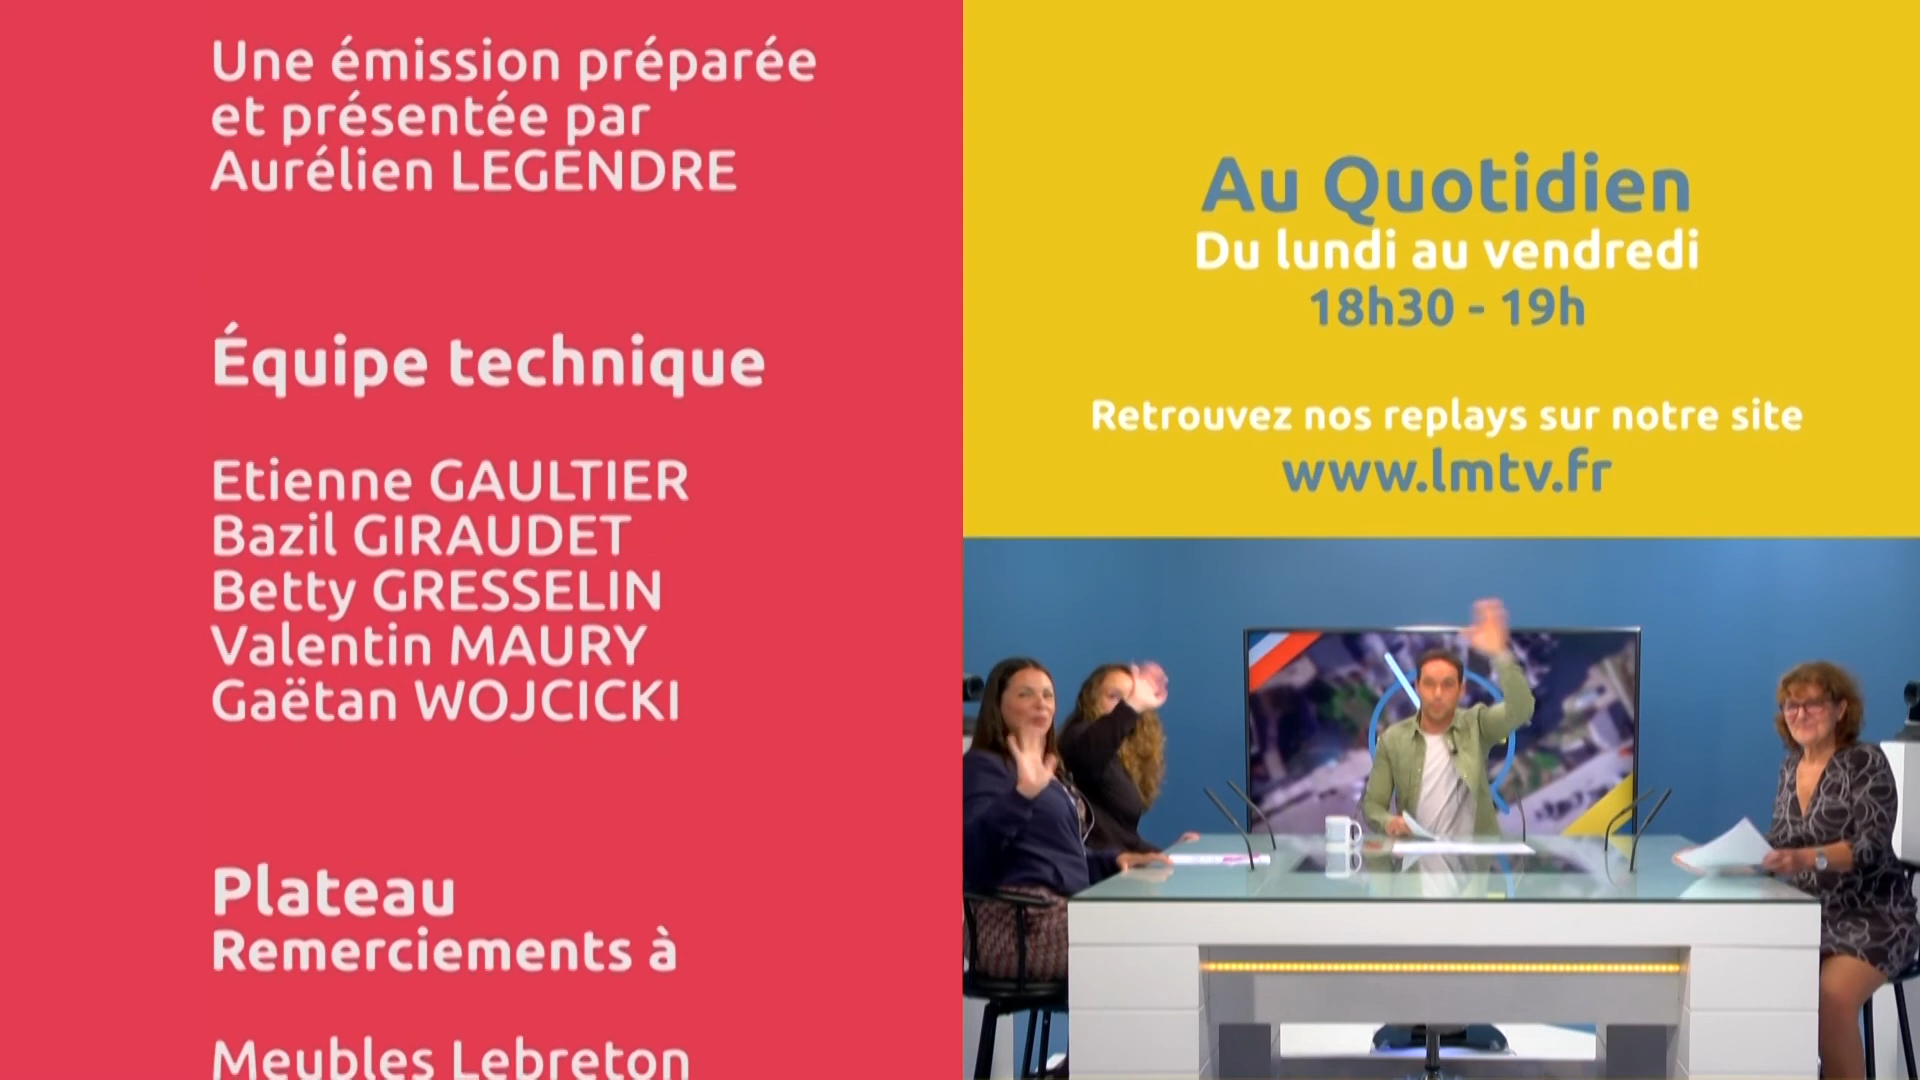 Une émission préparée
et présentée par
Aurélien LEGENDRE
Équipe technique
Etienne GAULTIER
Bazil GIRAUDET
Betty GRESSELIN
Valentin MAURY
Gaëtan WOJCICKI
Plateau
Remerciements à
Meubles Lebreton
Au Quotidien
Du lundi au vendredi
18h30 - 19h
Retrouvez nos replays sur notre site
www.lmtv.fr